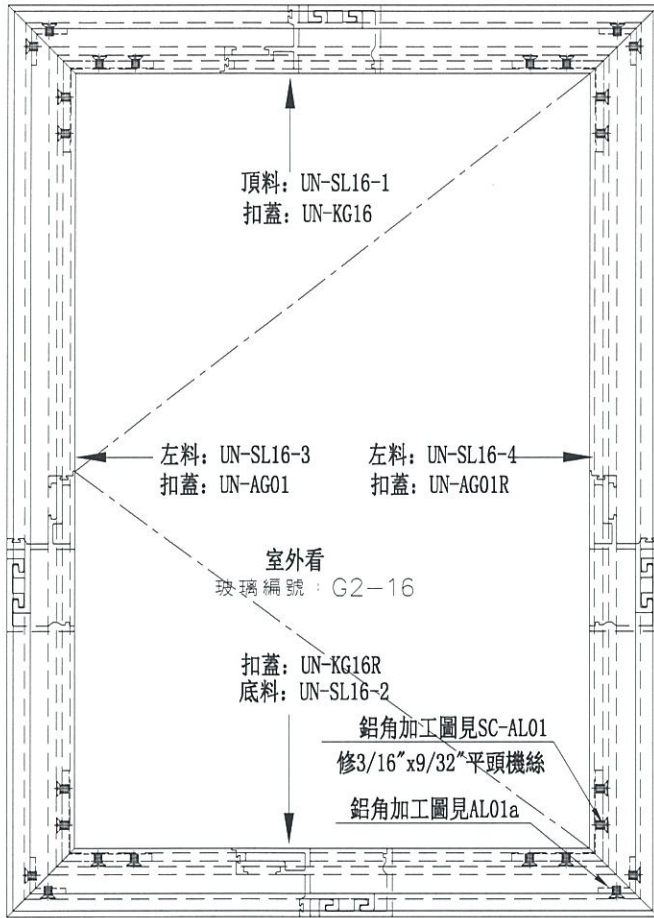 頂料: UN-SL16-1
扣蓋: UN-KG16
左料: UN-SL16-3
扣蓋: UN-AG01
左料: UN-SL16-4
扣蓋: UN-AG01R
室外看
玻璃編號: G2-16
扣蓋: UN-KG16R
底料: UN-SL16-2
鋁角加工圖見SC-AL01
修3/16"x9/32"平頭機絲
鋁角加工圖見AL01a